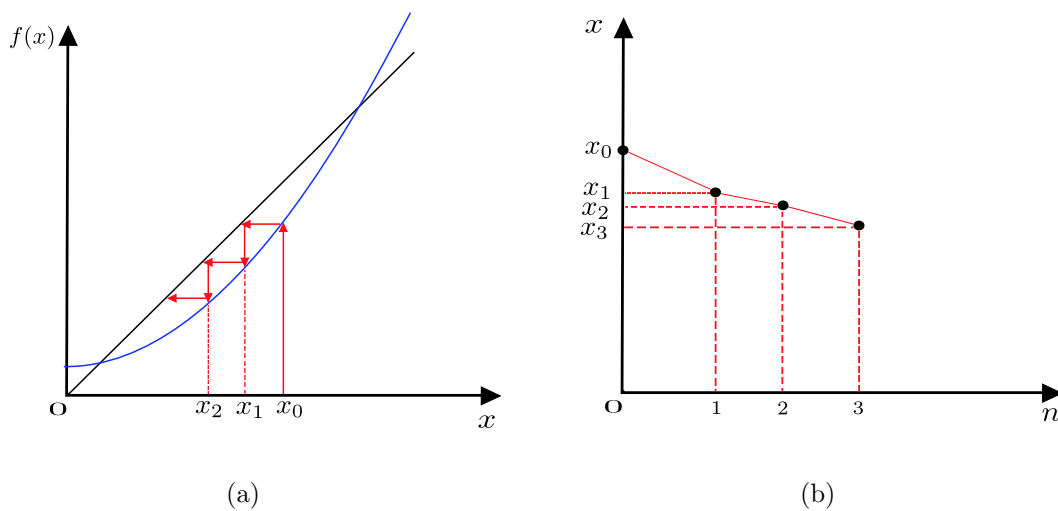 f(x)
o
x₂ x₁ x₀
x
(a)
x
x₀
x₁
x₂
x₃
o
1 2 3
n
(b)